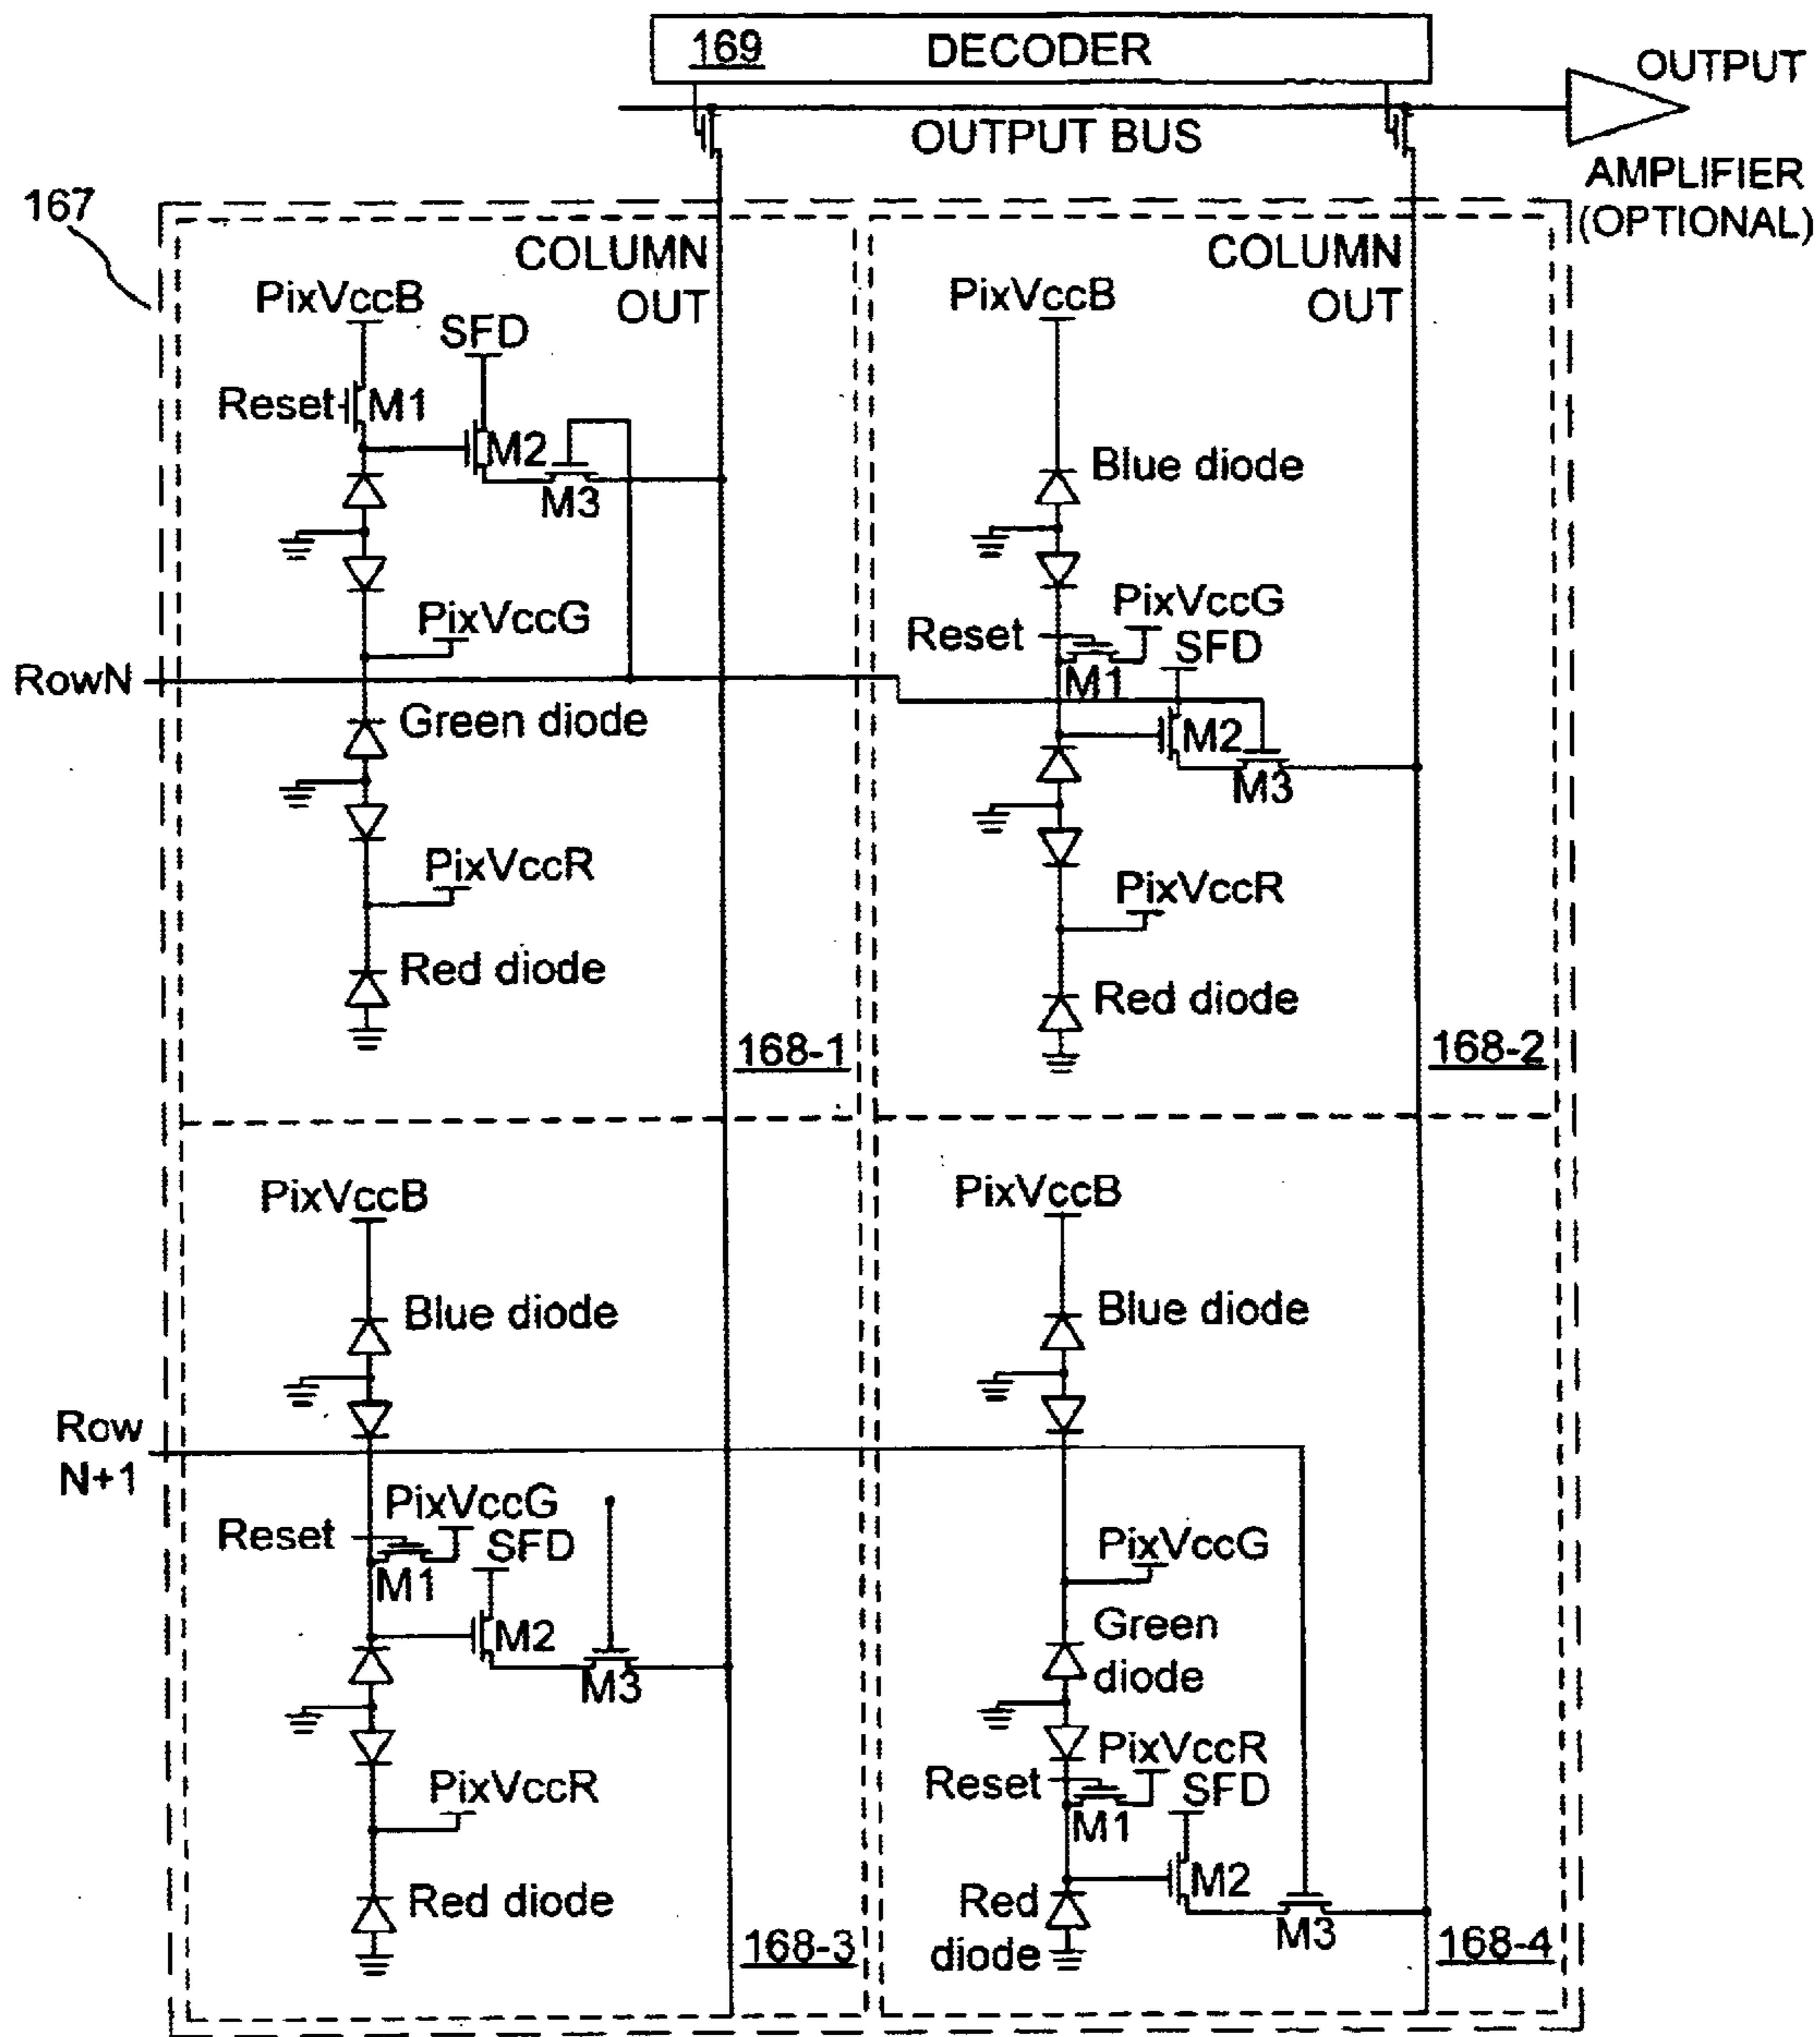 169 DECODER
OUTPUT
OUTPUT BUS
AMPLIFIER
(OPTIONAL)
167
COLUMN
OUT
PixVccB
SFD
Reset
M1
M2
M3
PixVccG
RowN
Green diode
PixVccR
Red diode
168-1
COLUMN
OUT
PixVccB
Blue diode
PixVccG
Reset
SFD
M1
M2
M3
PixVccR
Red diode
168-2
PixVccB
Blue diode
Row
N+1
PixVccG
Reset
SFD
M1
M2
M3
PixVccR
Red diode
168-3
PixVccB
Blue diode
PixVccG
Green
diode
PixVccR
Reset
SFD
M1
M2
Red
diode
M3
168-4